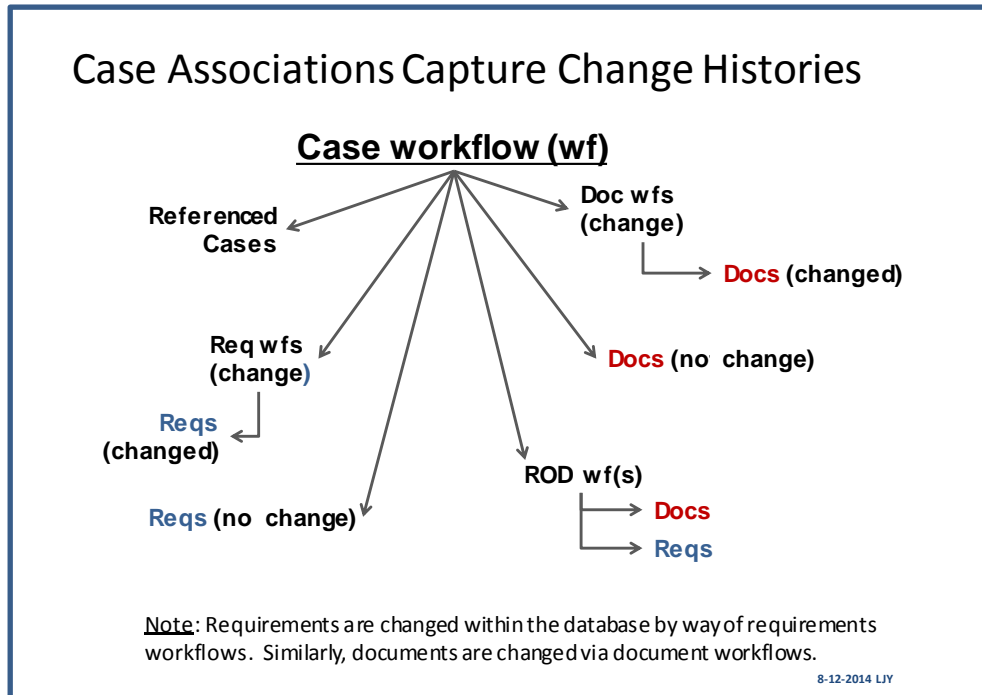 Case Associations Capture Change Histories
Case workflow (wf)
Referenced
Cases
Doc wfs
(change)
Docs (changed)
Req wfs
(change)
Docs (no change)
Reqs
(changed)
ROD wf(s)
Reqs (no change)
Docs
Reqs
Note: Requirements are changed within the database by way of requirements
workflows. Similarly, documents are changed via document workflows.
8-12-2014 LJY